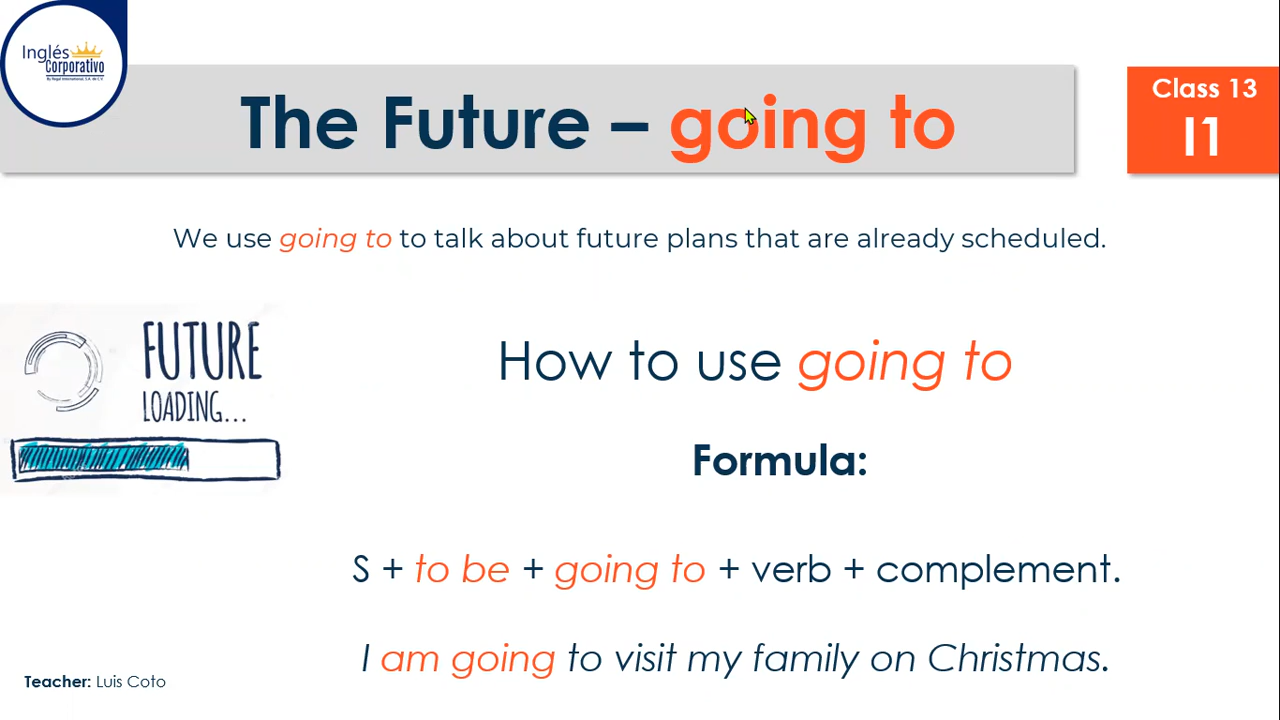 Inglés
Corporativo
By Regal International, S.A. de C.V.
The Future – going to
Class 13
I1
We use going to to talk about future plans that are already scheduled.
FUTURE
LOADING...
How to use going to
Formula:
S + to be + going to + verb + complement.
I am going to visit my family on Christmas.
Teacher: Luis Coto